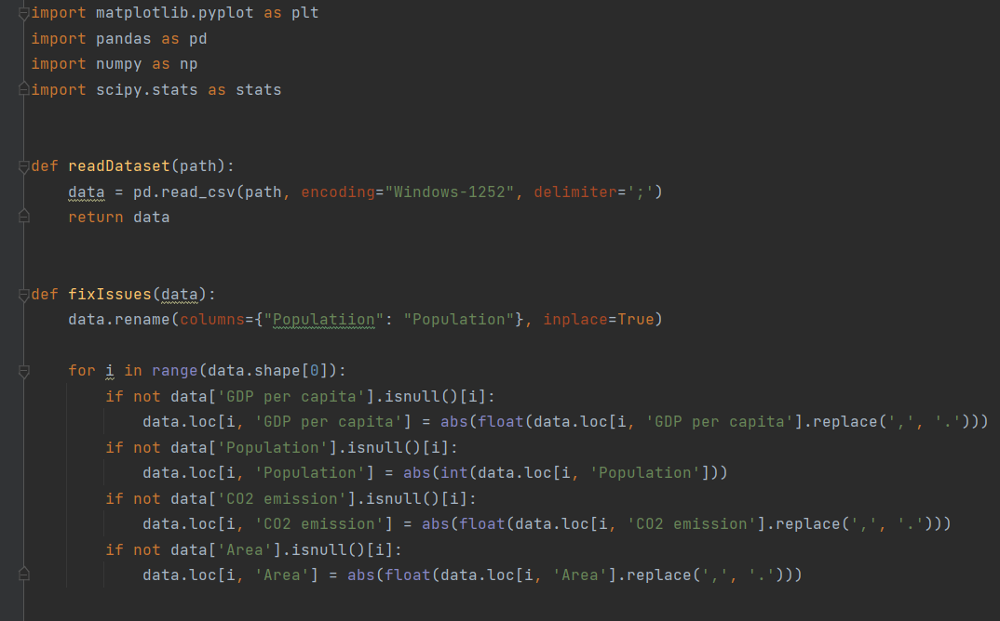 import matplotlib.pyplot as plt
import pandas as pd
import numpy as np
import scipy.stats as stats
def readDataset(path):
    data = pd.read_csv(path, encoding="Windows-1252", delimiter=';')
    return data
def fixIssues(data):
    data.rename(columns={"Populatiion": "Population"}, inplace=True)
    for i in range(data.shape[0]):
        if not data['GDP per capita'].isnull()[i]:
            data.loc[i, 'GDP per capita'] = abs(float(data.loc[i, 'GDP per capita'].replace(',', '.')))
        if not data['Population'].isnull()[i]:
            data.loc[i, 'Population'] = abs(int(data.loc[i, 'Population']))
        if not data['CO2 emission'].isnull()[i]:
            data.loc[i, 'CO2 emission'] = abs(float(data.loc[i, 'CO2 emission'].replace(',', '.')))
        if not data['Area'].isnull()[i]:
            data.loc[i, 'Area'] = abs(float(data.loc[i, 'Area'].replace(',', '.')))